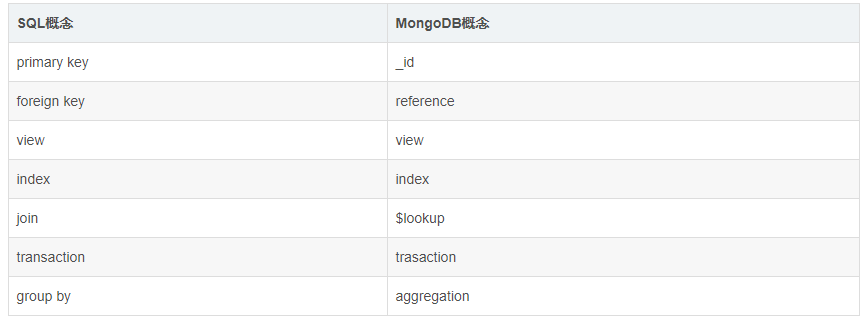 SQL概念 MongoDB概念
primary key _id
foreign key reference
view view
index index
join $lookup
transaction trasaction
group by aggregation